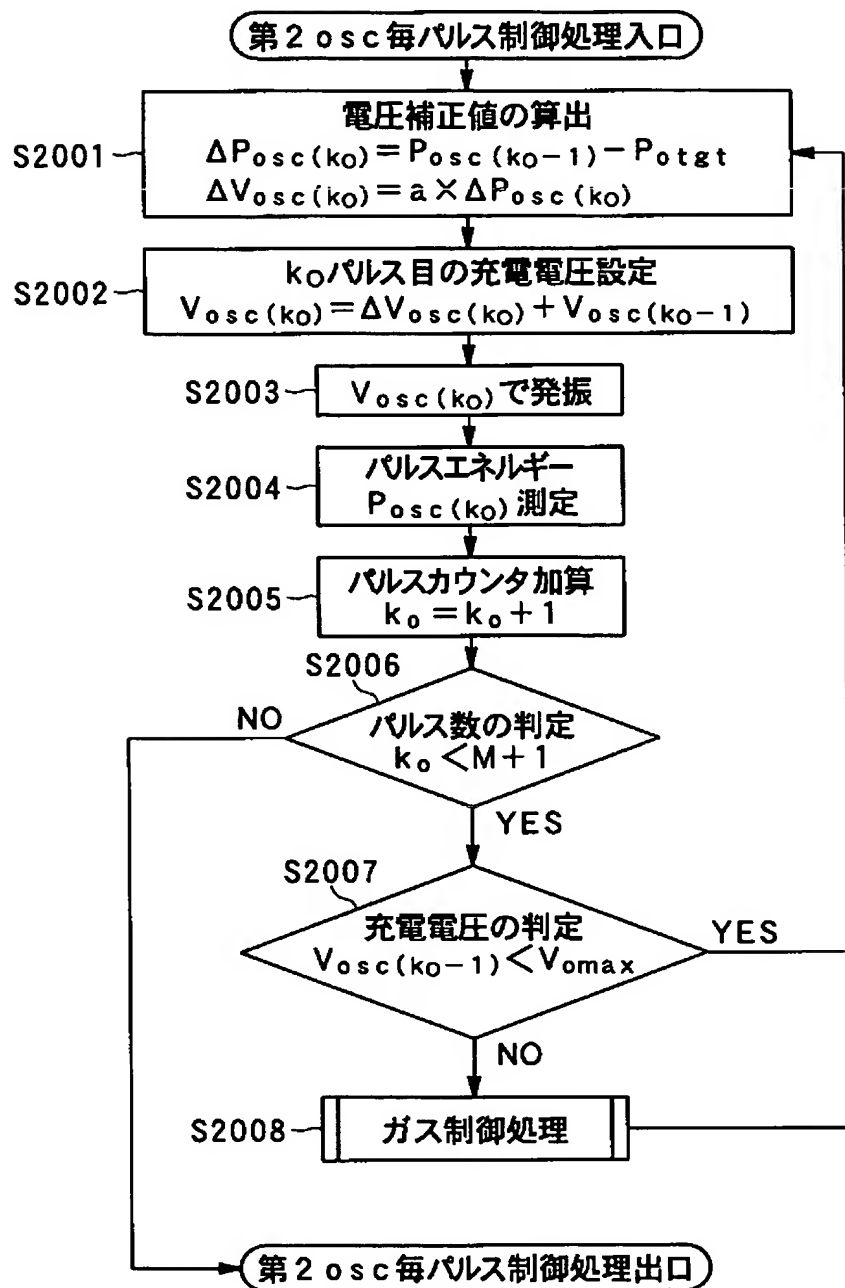 第2osc毎パルス制御処理入口
S2001
電圧補正値の算出
ΔPosc(ko)=Posc(ko-1)-Potgt
ΔVosc(ko)=a×ΔPosc(ko)
S2002
koパルス目の充電電圧設定
Vosc(ko)=ΔVosc(ko)+Vosc(ko-1)
S2003
Vosc(ko)で発振
S2004
パルスエネルギー
Posc(ko)測定
S2005
パルスカウンタ加算
ko=ko+1
S2006
NO
パルス数の判定
ko<M+1
YES
S2007
充電電圧の判定
Vosc(ko-1)<Vomax
YES
NO
S2008
ガス制御処理
第2osc毎パルス制御処理出口